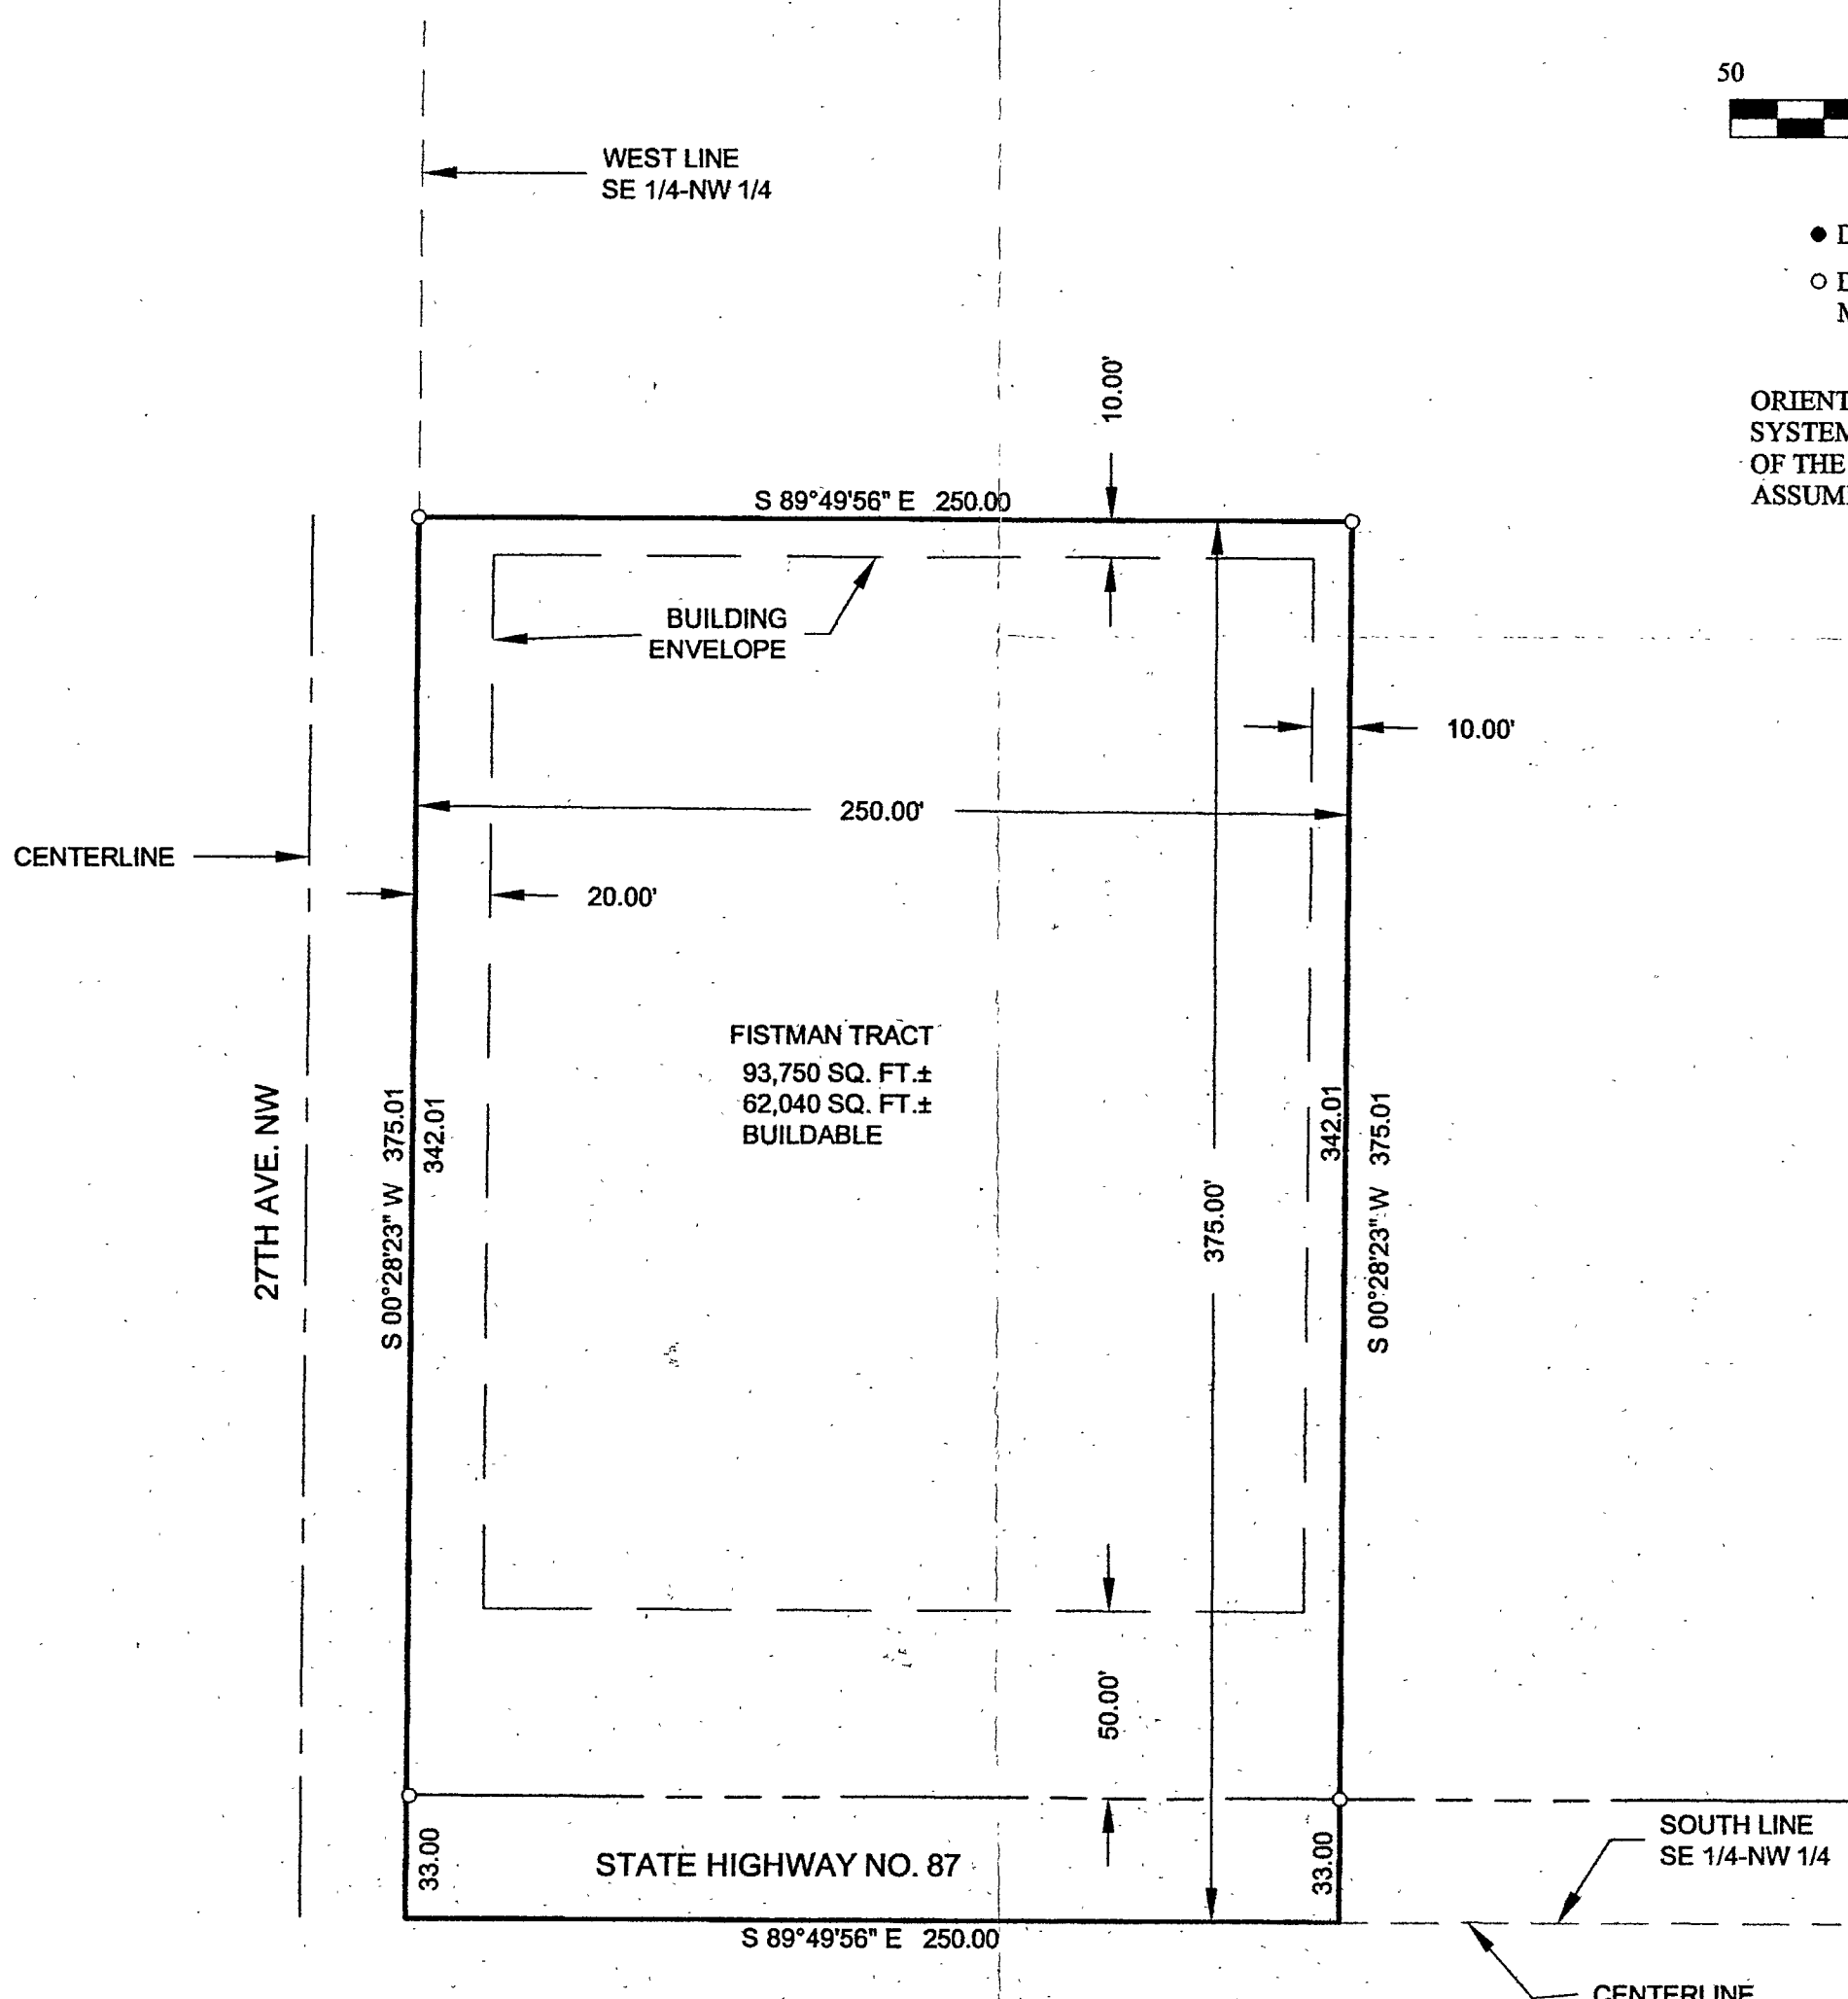 50
WEST LINE
SE 1/4-NW 1/4
10.00'
ORIENT
SYSTEM
OF THE
ASSUM
S 89°49'56" E 250.00
BUILDING
ENVELOPE
10.00'
250.00'
CENTERLINE
20.00'
FISTMAN TRACT
93,750 SQ. FT.±
62,040 SQ. FT.±
BUILDABLE
27TH AVE. NW
S 00°28'23" W 375.01
342.01
375.00'
342.01
S 00°28'23" W 375.01
50.00'
33.00
STATE HIGHWAY NO. 87
33.00
SOUTH LINE
SE 1/4-NW 1/4
S 89°49'56" E 250.00
CENTERLINE